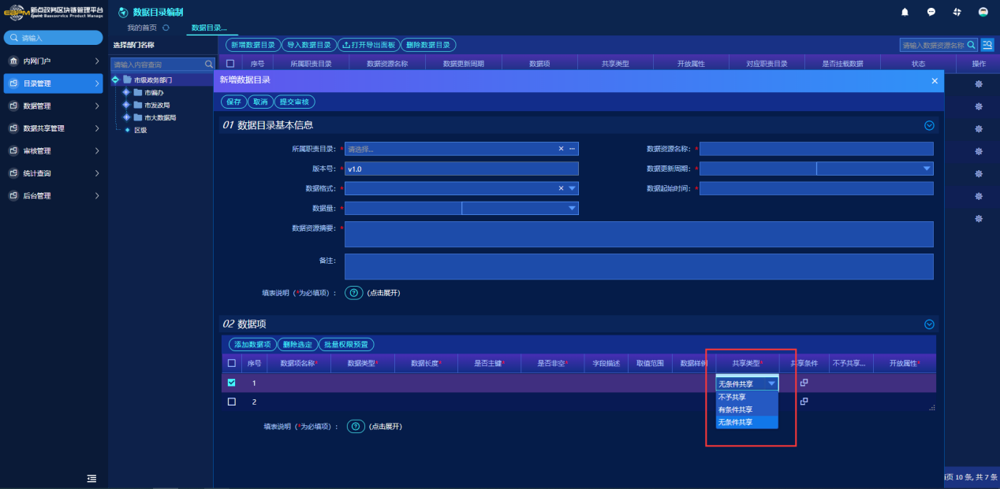 新点政务区块链管理平台
Epoint Baseservice Product Manage
数据目录编制
我的首页
数据目录...
请输入
内网门户
目录管理
数据管理
数据共享管理
审核管理
统计查询
后台管理
选择部门名称
请输入内容查询
市级政务部门
市编办
市发改局
市大数据局
区级
新增数据目录 导入数据目录 打开导出面板 删除数据目录
请输入数据资源名称
序号 所属职责目录 数据资源名称 数据更新周期 数据项 共享类型 开放属性 对应职责目录 是否挂载数据 状态 操作
新增数据目录
保存 取消 提交审核
01 数据目录基本信息
所属职责目录：* 请选择...
数据资源名称：*
版本号：* v1.0
数据更新周期：*
数据格式：*
数据起始时间：*
数据量：*
数据资源摘要：*
备注：
填表说明（*为必填项）： (点击展开)
02 数据项
添加数据项 删除选定 批量权限预置
序号 数据项名称* 数据类型* 数据长度* 是否主键* 是否非空* 字段描述 取值范围 数据样例 共享类型* 共享条件 不予共享... 开放属性*
1 无条件共享
不予共享
2
有条件共享
无条件共享
填表说明（*为必填项）： (点击展开)
页 10 条, 共 7 条